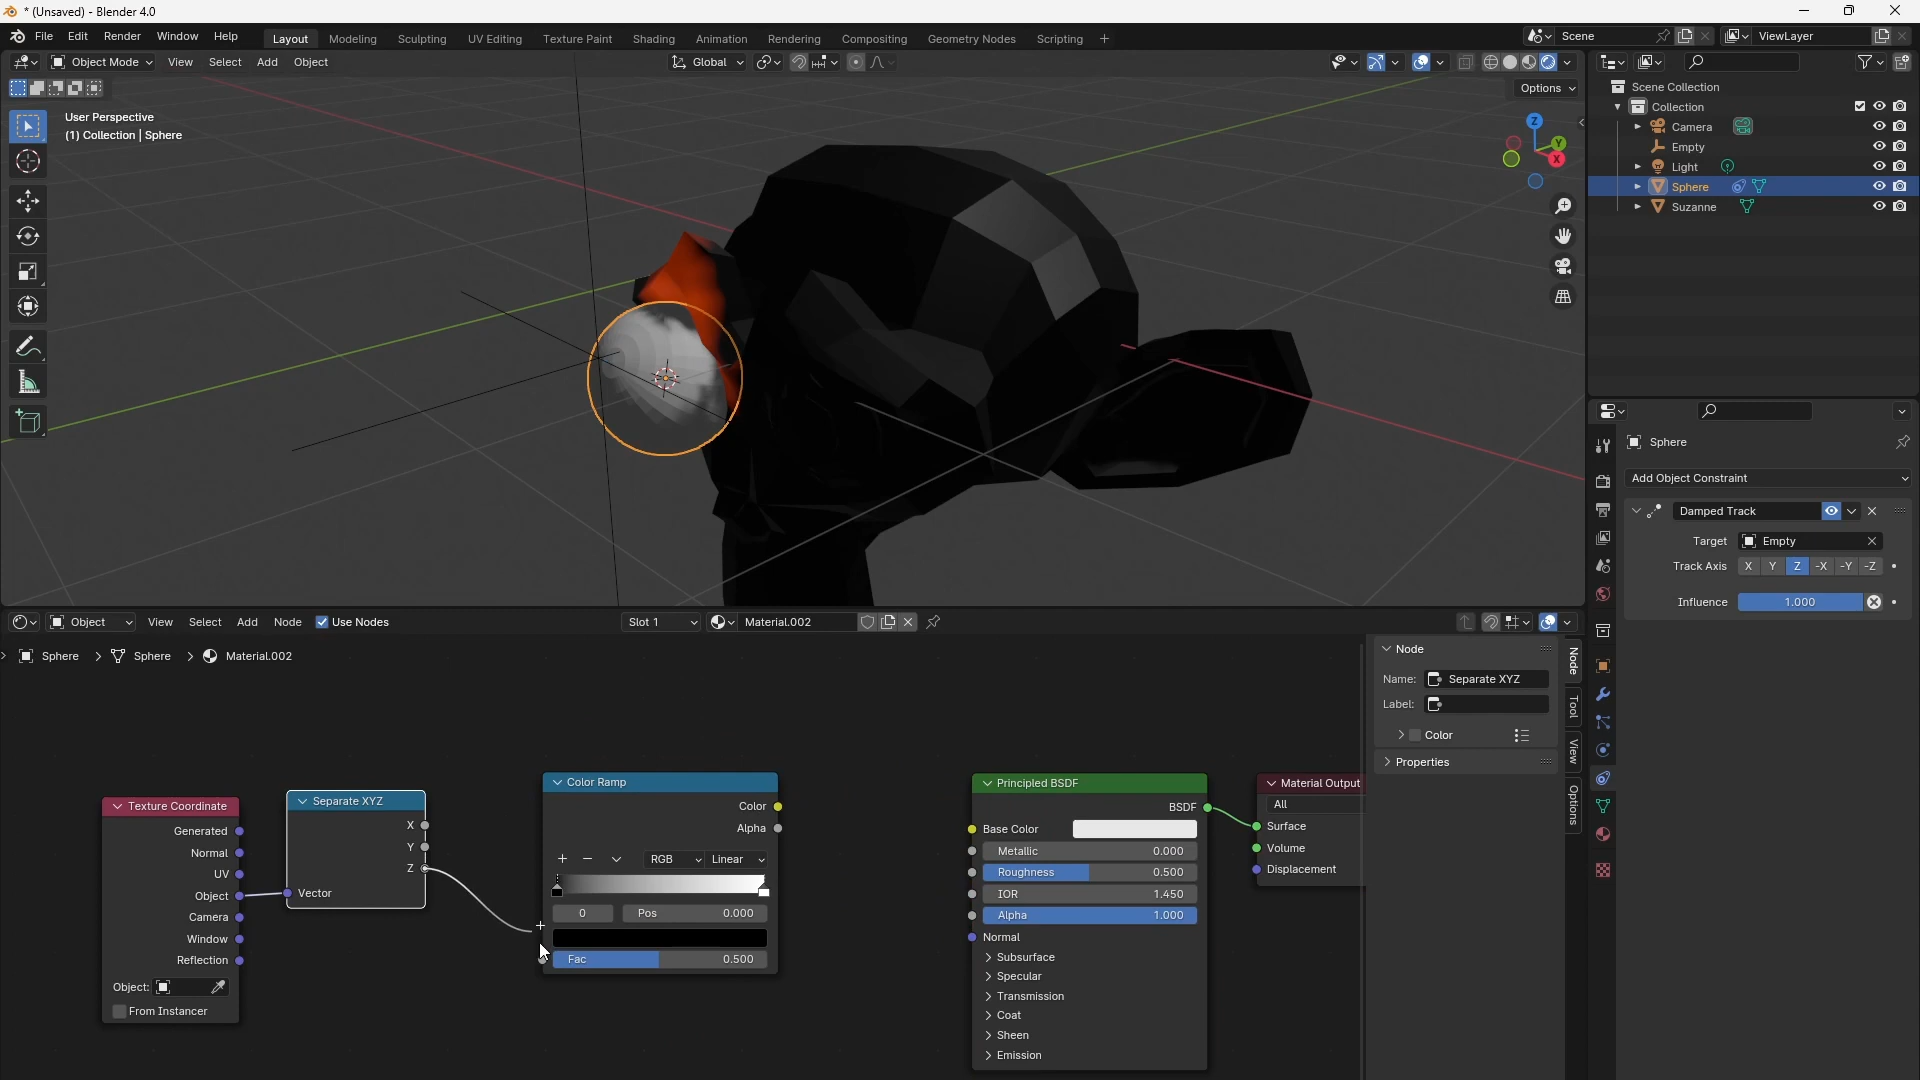 * (Unsaved) - Blender 4.0
File Edit Render Window Help Layout Modeling Sculpting UV Editing Texture Paint Shading Animation Rendering Compositing Geometry Nodes Scripting + Scene ViewLayer
Object Mode View Select Add Object Global
Options
User Perspective
(1) Collection | Sphere
Z
Y
X
Scene Collection
Collection
Camera
Empty
Light
Sphere
Suzanne
Sphere
Add Object Constraint
Damped Track
Target Empty
Track Axis X Y Z -X -Y -Z
Influence 1.000
Object View Select Add Node Use Nodes Slot 1 Material.002
Sphere Sphere Material.002
Texture Coordinate
Generated
Normal
UV
Object
Camera
Window
Reflection
Object:
From Instancer
Separate XYZ
X
Y
Z
Vector
Color Ramp
Color
Alpha
RGB Linear
0 Pos 0.000
Fac 0.500
Principled BSDF
BSDF
Base Color
Metallic 0.000
Roughness 0.500
IOR 1.450
Alpha 1.000
Normal
Subsurface
Specular
Transmission
Coat
Sheen
Emission
Material Output
All
Surface
Volume
Displacement
Node
Name: Separate XYZ
Label:
Color
Properties
Node
Tool
View
Options